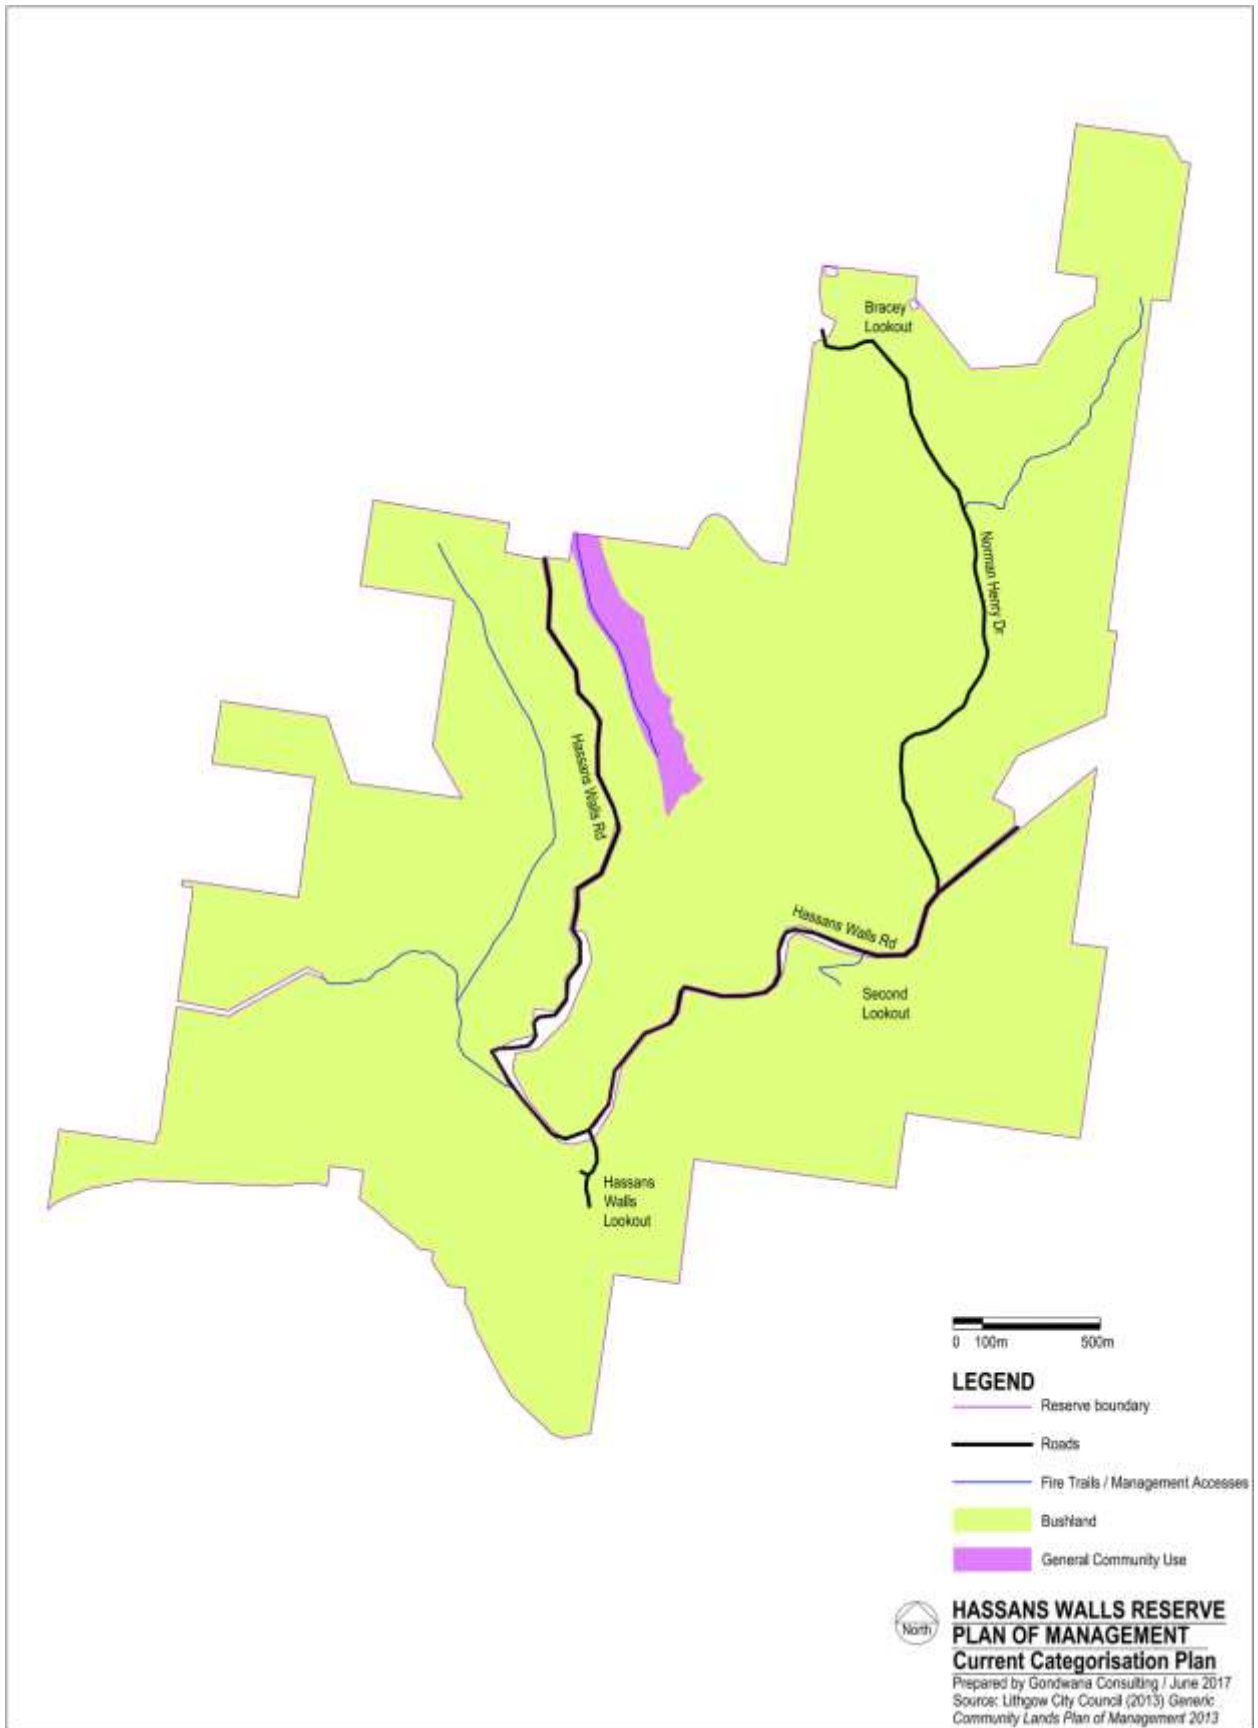 Bracey
Lookout
Norman Henry Dr
Hassans Walls Rd
Hassans Walls Rd
Second
Lookout
Hassans
Walls
Lookout
0 100m 500m
LEGEND
Reserve boundary
Roads
Fire Trails / Management Accesses
Bushland
General Community Use
North
HASSANS WALLS RESERVE
PLAN OF MANAGEMENT
Current Categorisation Plan
Prepared by Gondwana Consulting / June 2017
Source: Lithgow City Council (2013) Generic
Community Lands Plan of Management 2013